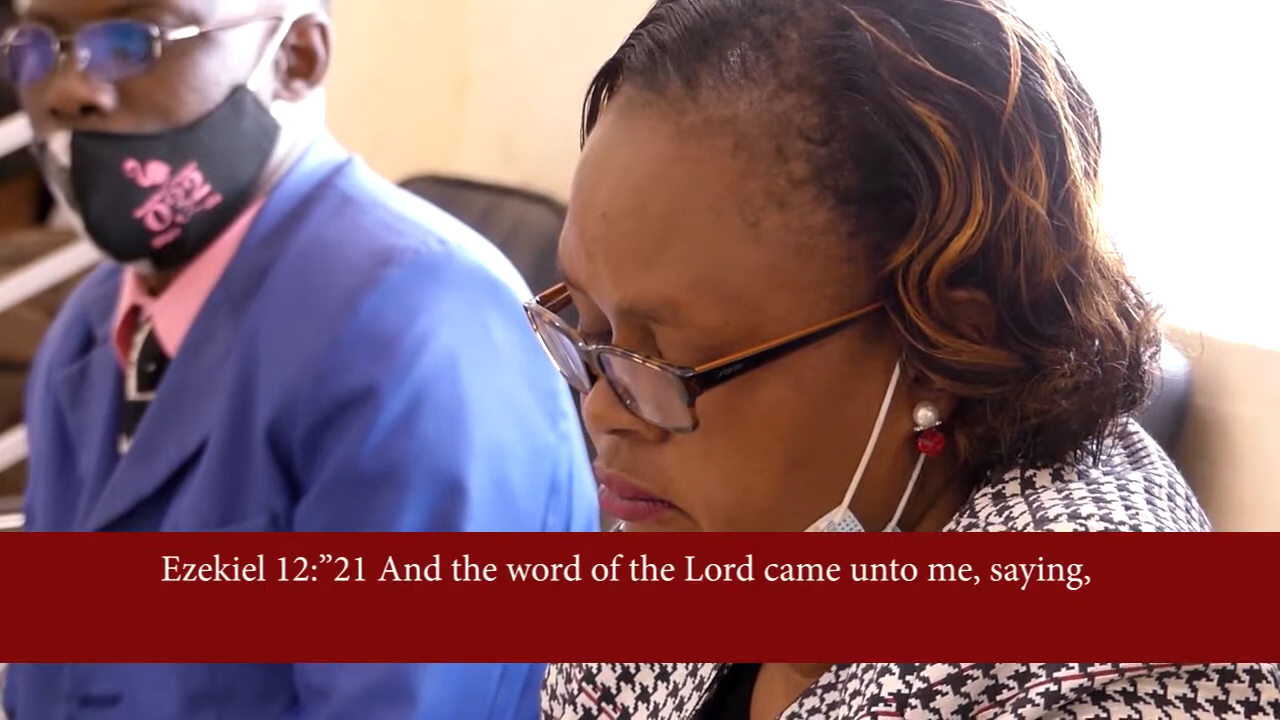 Ezekiel 12:”21 And the word of the Lord came unto me, saying,